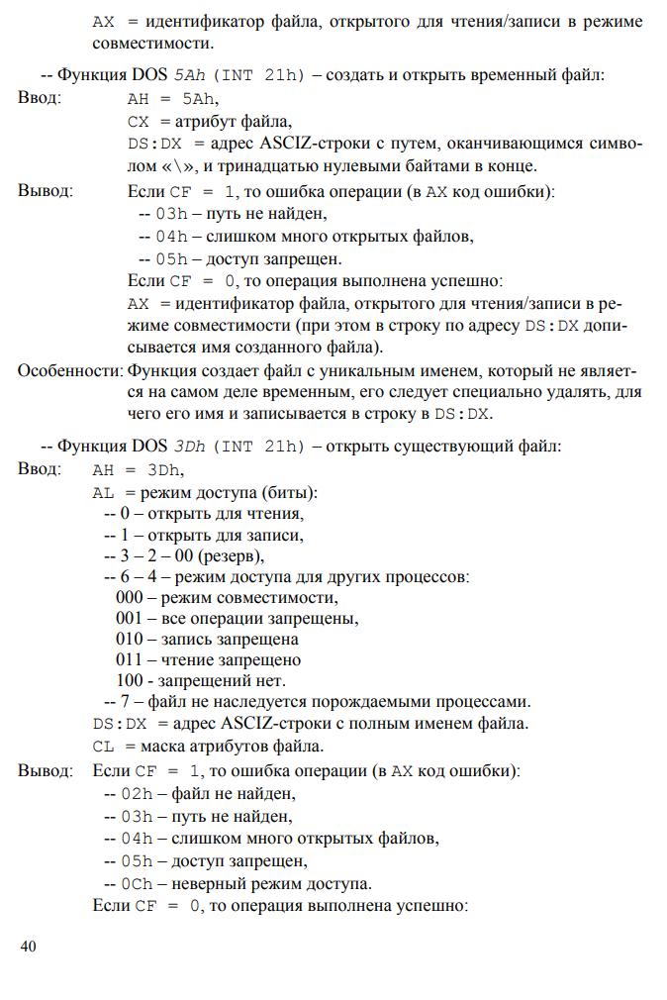 AX = идентификатор файла, открытого для чтения/записи в режиме
совместимости.
-- Функция DOS 5Ah (INT 21h) – создать и открыть временный файл:
Ввод: AH = 5Ah,
CX = атрибут файла,
DS:DX = адрес ASCIZ-строки с путем, оканчивающимся симво-
лом «\», и тринадцатью нулевыми байтами в конце.
Вывод: Если CF = 1, то ошибка операции (в AX код ошибки):
-- 03h – путь не найден,
-- 04h – слишком много открытых файлов,
-- 05h – доступ запрещен.
Если CF = 0, то операция выполнена успешно:
AX = идентификатор файла, открытого для чтения/записи в ре-
жиме совместимости (при этом в строку по адресу DS:DX допи-
сывается имя созданного файла).
Особенности: Функция создает файл с уникальным именем, который не являет-
ся на самом деле временным, его следует специально удалять, для
чего его имя и записывается в строку в DS:DX.
-- Функция DOS 3Dh (INT 21h) – открыть существующий файл:
Ввод: AH = 3Dh,
AL = режим доступа (биты):
-- 0 – открыть для чтения,
-- 1 – открыть для записи,
-- 3 – 2 – 00 (резерв),
-- 6 – 4 – режим доступа для других процессов:
000 – режим совместимости,
001 – все операции запрещены,
010 – запись запрещена
011 – чтение запрещено
100 - запрещений нет.
-- 7 – файл не наследуется порождаемыми процессами.
DS:DX = адрес ASCIZ-строки с полным именем файла.
CL = маска атрибутов файла.
Вывод: Если CF = 1, то ошибка операции (в AX код ошибки):
-- 02h – файл не найден,
-- 03h – путь не найден,
-- 04h – слишком много открытых файлов,
-- 05h – доступ запрещен,
-- 0Ch – неверный режим доступа.
Если CF = 0, то операция выполнена успешно:
40